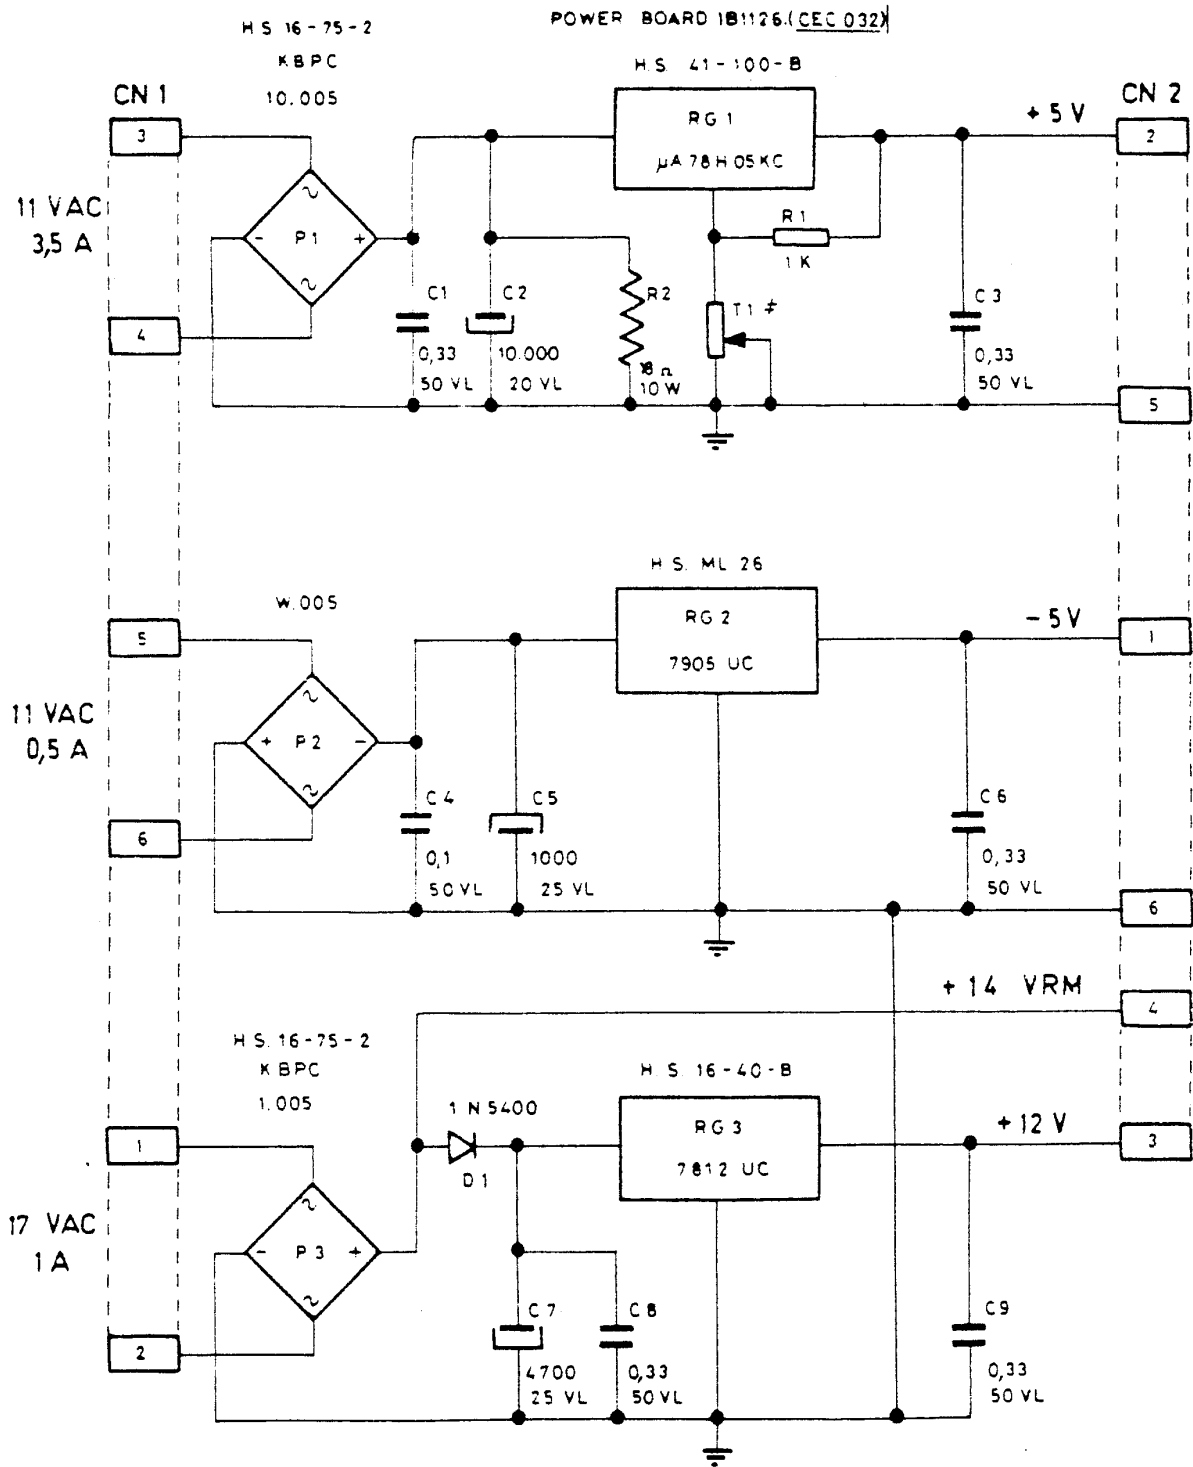 POWER BOARD 1B1126.(CEC 032)
H.S. 16-75-2
KBPC
10.005
H.S. 41-100-B
CN 1
CN 2
3
RG 1
µA 78 H 05 KC
+ 5 V
2
11 VAC
3,5 A
~
- P1 +
~
R1
1 K
4
C1
0,33
50 VL
C2
10.000
20 VL
R2
10 W
T1 ‡
C3
0,33
50 VL
5
H.S. ML 26
W.005
5
RG 2
7905 UC
- 5 V
1
11 VAC
0,5 A
~
+ P2 -
~
6
C4
0,1
50 VL
C5
1000
25 VL
C6
0,33
50 VL
6
+ 14 VRM
4
H.S. 16-75-2
KBPC
1.005
H.S. 16-40-B
1
1 N 5400
D1
RG 3
7812 UC
+12 V
3
17 VAC
1 A
~
- P3 +
~
2
C7
4700
25 VL
C8
0,33
50 VL
C9
0,33
50 VL